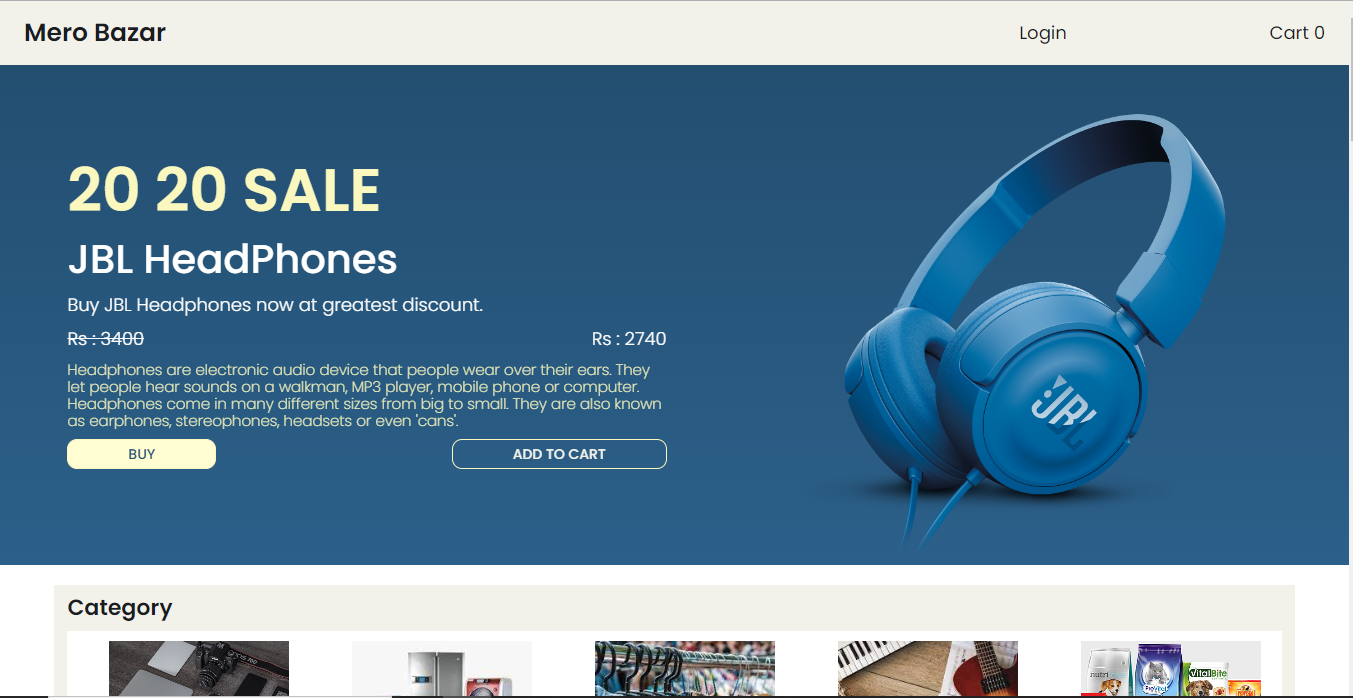 Mero Bazar
Login
Cart 0
20 20 SALE
JBL HeadPhones
Buy JBL Headphones now at greatest discount.
Rs : 3400
Rs : 2740
Headphones are electronic audio device that people wear over their ears. They
let people hear sounds on a walkman, MP3 player, mobile phone or computer.
Headphones come in many different sizes from big to small. They are also known
as earphones, stereophones, headsets or even 'cans'.
BUY
ADD TO CART
JBL
Category
nutri
ProVital
VitalBite